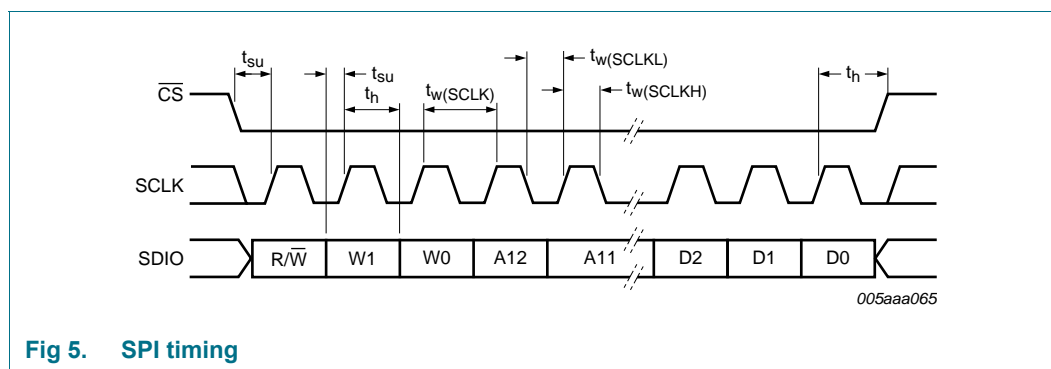 tsu
tsu
th
tw(SCLK)
tw(SCLKL)
tw(SCLKH)
th
CS
SCLK
SDIO
R/W
W1
W0
A12
A11
D2
D1
D0
005aaa065
Fig 5. SPI timing